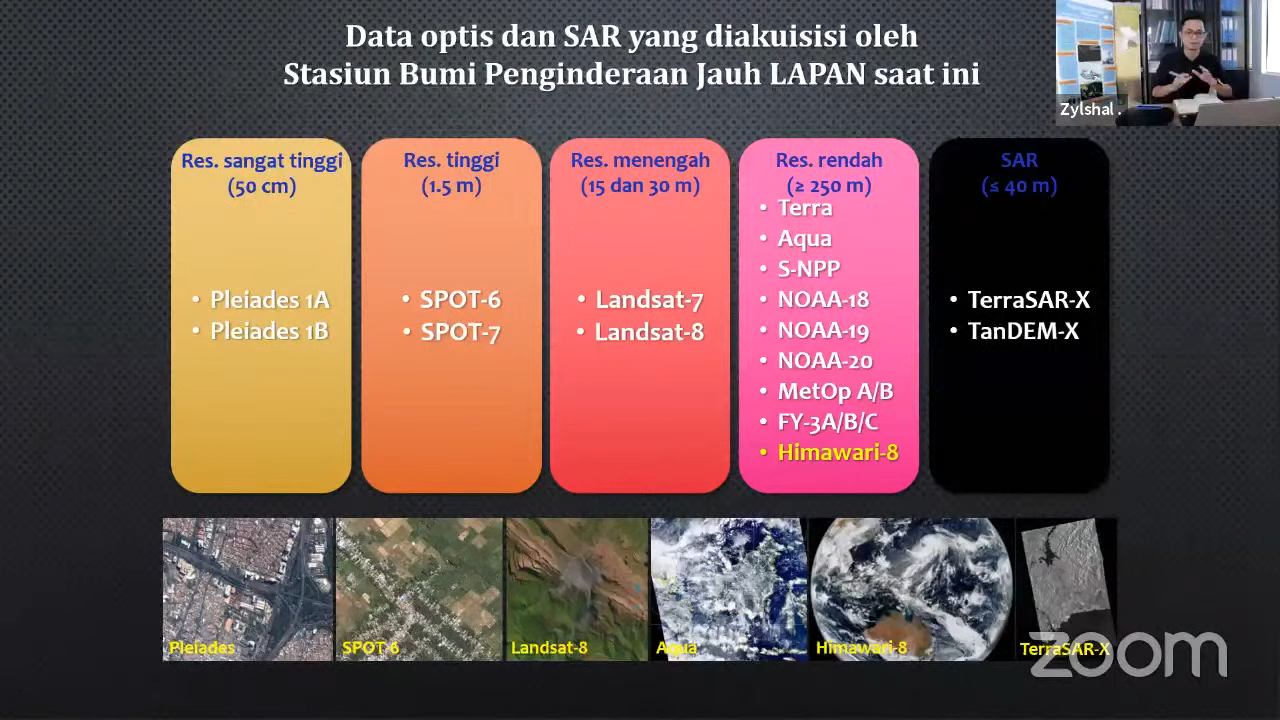 Data optis dan SAR yang diakuisisi oleh
Stasiun Bumi Penginderaan Jauh LAPAN saat ini
Zylshal .
Res. sangat tinggi
(50 cm)
• Pleiades 1A
• Pleiades 1B
Res. tinggi
(1.5 m)
• SPOT-6
• SPOT-7
Res. menengah
(15 dan 30 m)
• Landsat-7
• Landsat-8
Res. rendah
(≥ 250 m)
• Terra
• Aqua
• S-NPP
• NOAA-18
• NOAA-19
• NOAA-20
• MetOp A/B
• FY-3A/B/C
• Himawari-8
SAR
(≤ 40 m)
• TerraSAR-X
• TanDEM-X
Pleiades
SPOT-6
Landsat-8
Aqua
Himawari-8
TerraSAR-X
zoom